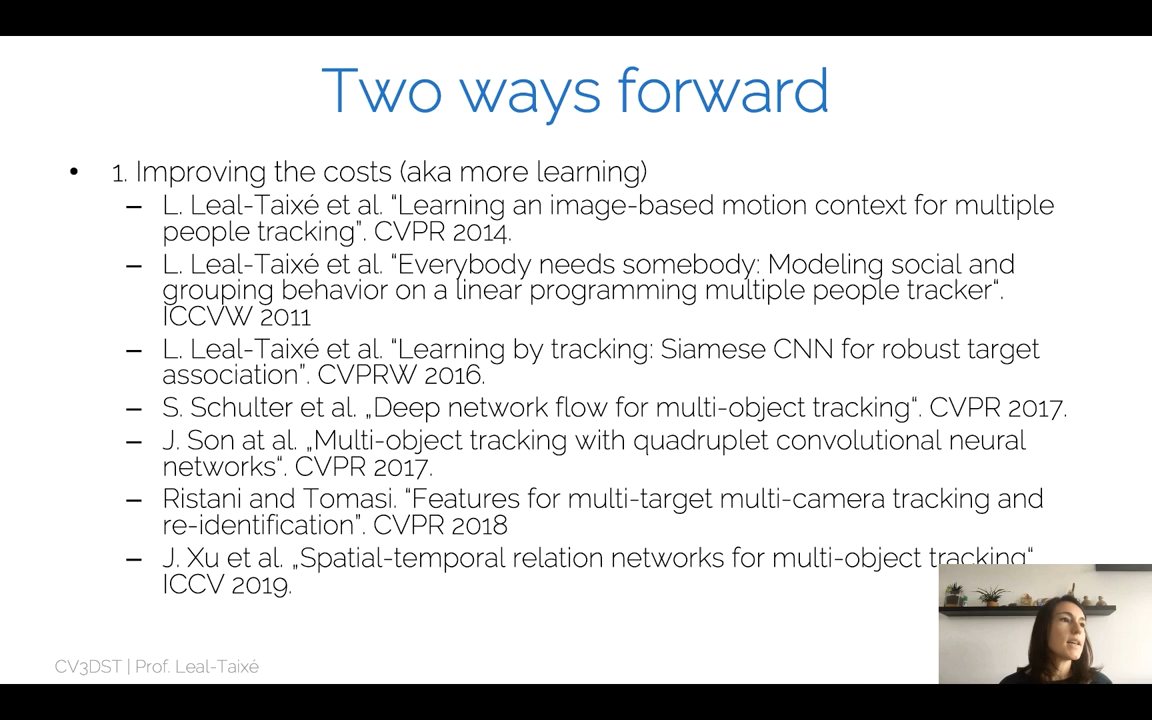 Two ways forward
• 1. Improving the costs (aka more learning)
– L. Leal-Taixé et al. “Learning an image-based motion context for multiple
people tracking”. CVPR 2014.
– L. Leal-Taixé et al. “Everybody needs somebody: Modeling social and
grouping behavior on a linear programming multiple people tracker“.
ICCVW 2011
– L. Leal-Taixé et al. “Learning by tracking: Siamese CNN for robust target
association”. CVPRW 2016.
– S. Schulter et al. „Deep network flow for multi-object tracking“. CVPR 2017.
– J. Son at al. „Multi-object tracking with quadruplet convolutional neural
networks“. CVPR 2017.
– Ristani and Tomasi. “Features for multi-target multi-camera tracking and
re-identification”. CVPR 2018
– J. Xu et al. „Spatial-temporal relation networks for multi-object tracking“
ICCV 2019.
CV3DST | Prof. Leal-Taixé